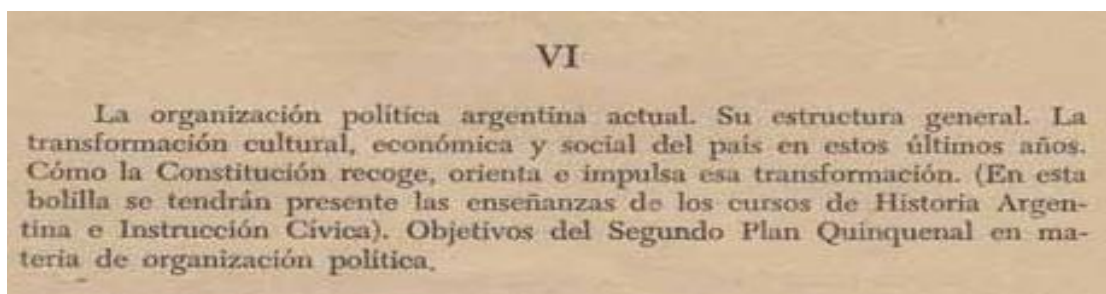 VI
La organización política argentina actual. Su estructura general. La
transformación cultural, económica y social del país en estos últimos años.
Cómo la Constitución recoge, orienta e impulsa esa transformación. (En esta
bolilla se tendrán presente las enseñanzas de los cursos de Historia Argen-
tina e Instrucción Cívica). Objetivos del Segundo Plan Quinquenal en ma-
teria de organización política.